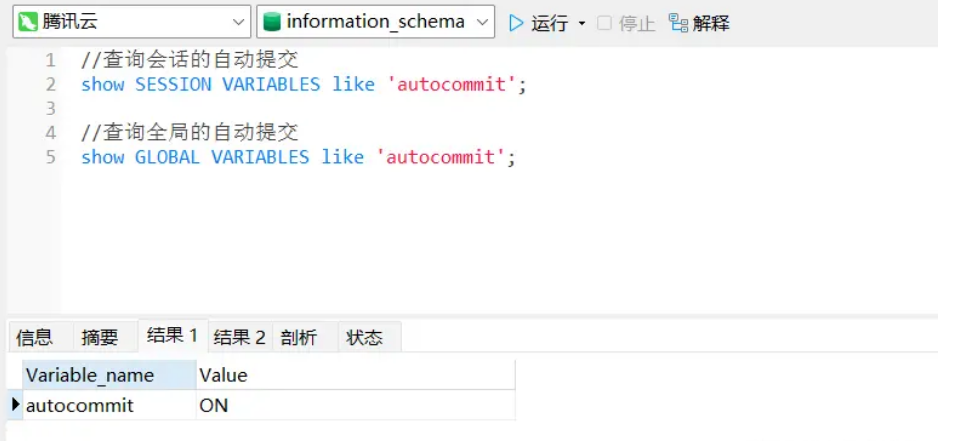 腾讯云 information_schema 运行 停止 解释
1 //查询会话的自动提交
2 show SESSION VARIABLES like 'autocommit';
3
4 //查询全局的自动提交
5 show GLOBAL VARIABLES like 'autocommit';
信息 摘要 结果 1 结果 2 剖析 状态
Variable_name Value
autocommit ON